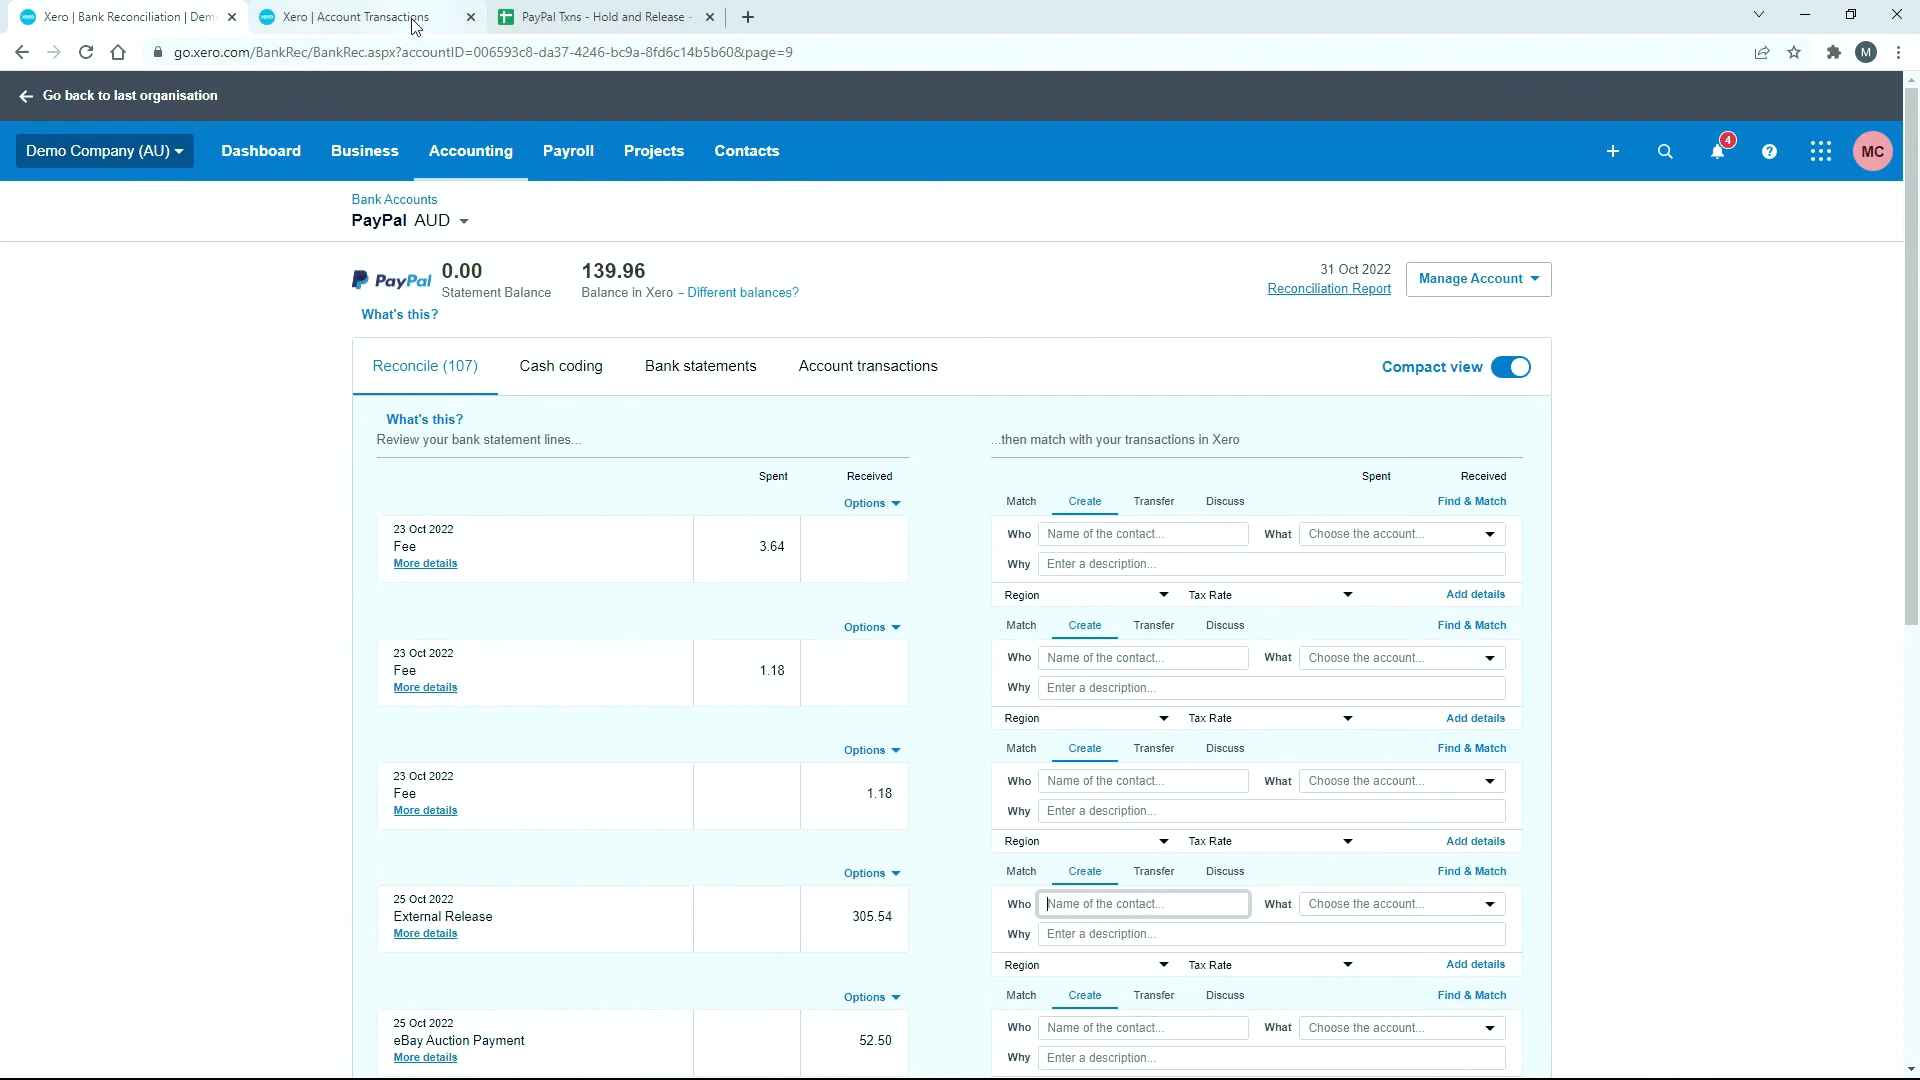 Xero | Bank Reconciliation | Dem
Xero | Account Transactions
PayPal Txns - Hold and Release -
go.xero.com/BankRec/BankRec.aspx?accountID=006593c8-da37-4246-bc9a-8fd6c14b5b60&page=9
M
Go back to last organisation
Demo Company (AU)
Dashboard
Business
Accounting
Payroll
Projects
Contacts
4
MC
Bank Accounts
PayPal AUD
PayPal
0.00
Statement Balance
139.96
Balance in Xero - Different balances?
What's this?
31 Oct 2022
Reconciliation Report
Manage Account
Reconcile (107)
Cash coding
Bank statements
Account transactions
Compact view
What's this?
Review your bank statement lines...
...then match with your transactions in Xero
Spent Received
Spent Received
Options
Match Create Transfer Discuss Find & Match
23 Oct 2022
Fee
More details
3.64
Who Name of the contact... What Choose the account...
Why Enter a description...
Region Tax Rate Add details
Options
Match Create Transfer Discuss Find & Match
23 Oct 2022
Fee
More details
1.18
Who Name of the contact... What Choose the account...
Why Enter a description...
Region Tax Rate Add details
Options
Match Create Transfer Discuss Find & Match
23 Oct 2022
Fee
More details
1.18
Who Name of the contact... What Choose the account...
Why Enter a description...
Region Tax Rate Add details
Options
Match Create Transfer Discuss Find & Match
25 Oct 2022
External Release
More details
305.54
Who Name of the contact... What Choose the account...
Why Enter a description...
Region Tax Rate Add details
Options
Match Create Transfer Discuss Find & Match
25 Oct 2022
eBay Auction Payment
More details
52.50
Who Name of the contact... What Choose the account...
Why Enter a description...